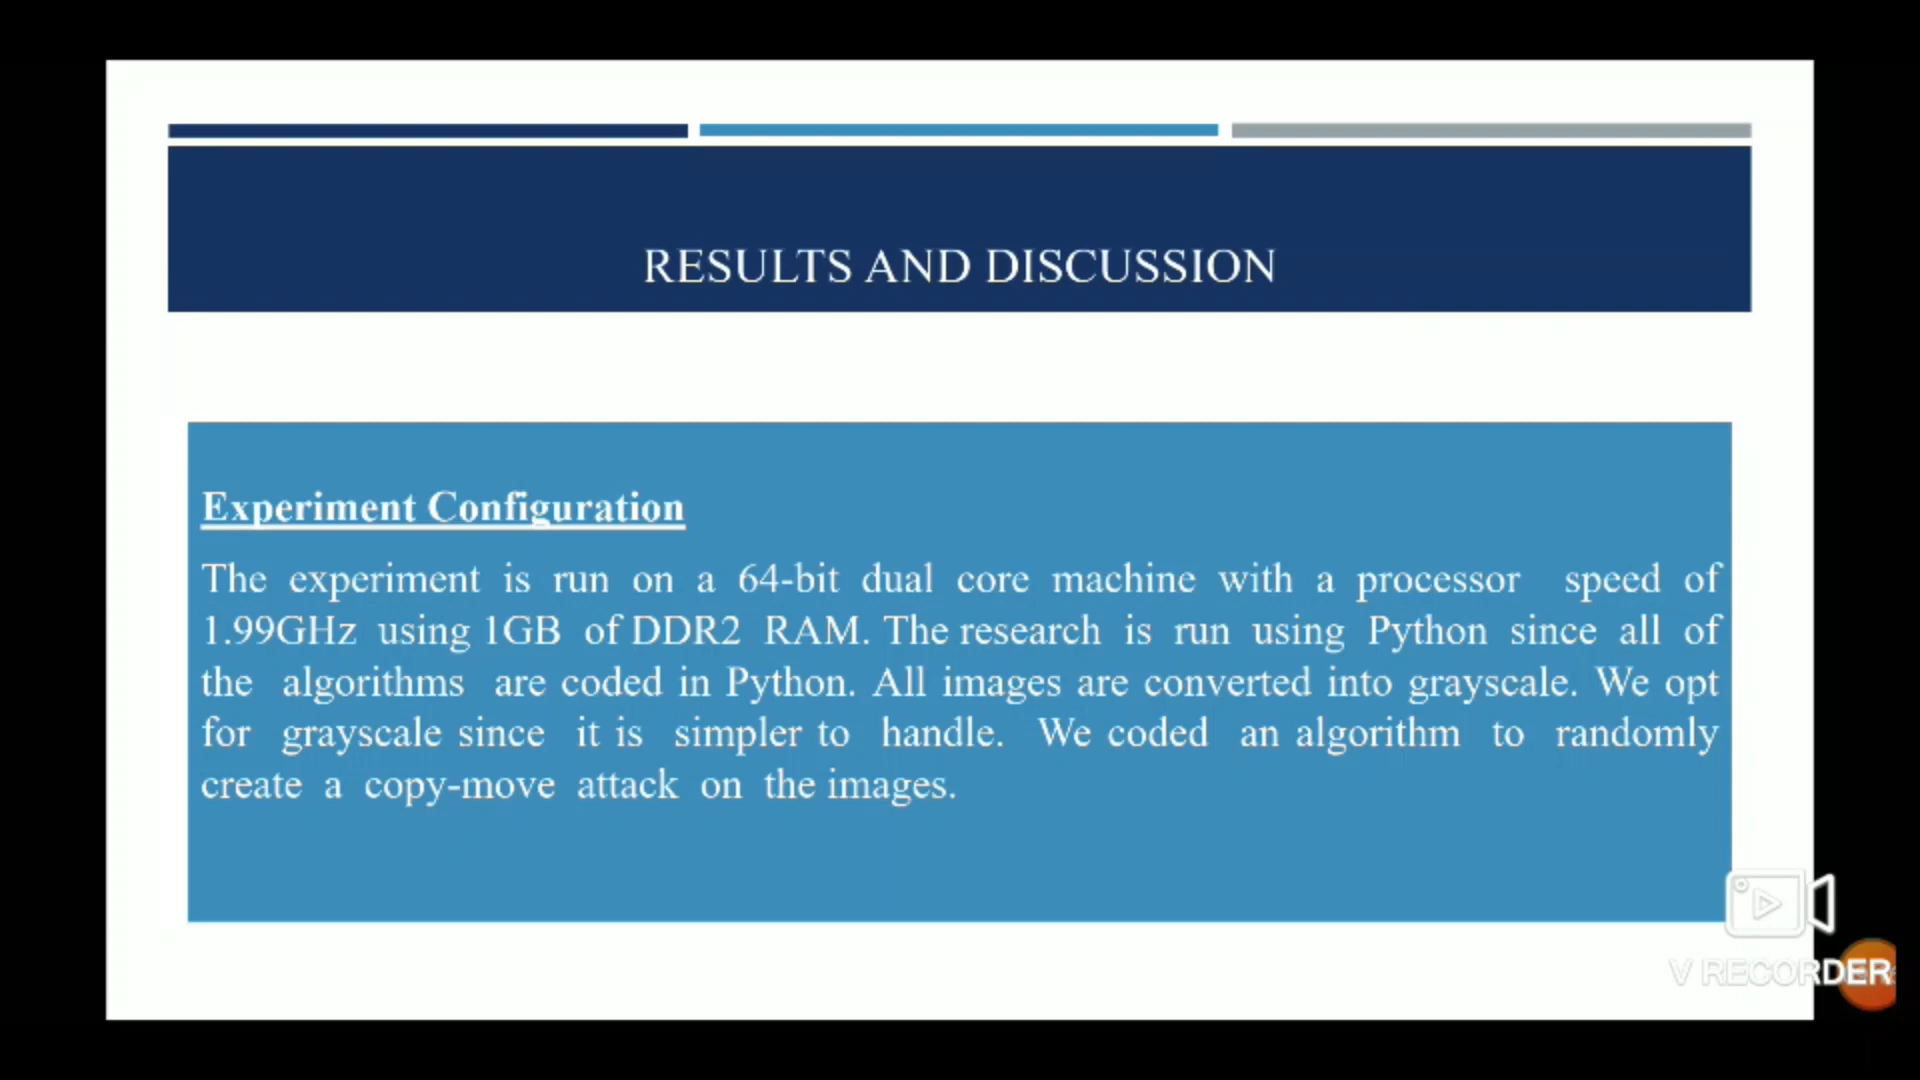 RESULTS AND DISCUSSION
Experiment Configuration
The experiment is run on a 64-bit dual core machine with a processor speed of
1.99GHz using 1GB of DDR2 RAM. The research is run using Python since all of
the algorithms are coded in Python. All images are converted into grayscale. We opt
for grayscale since it is simpler to handle. We coded an algorithm to randomly
create a copy-move attack on the images.
V RECORDER